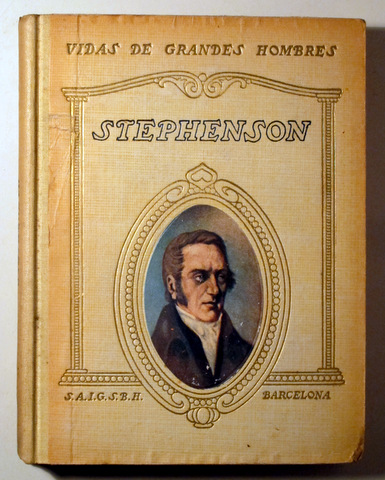 VIDAS DE GRANDES HOMBRES
STEPHENSON
S.A.I.G.S.B.H. BARCELONA